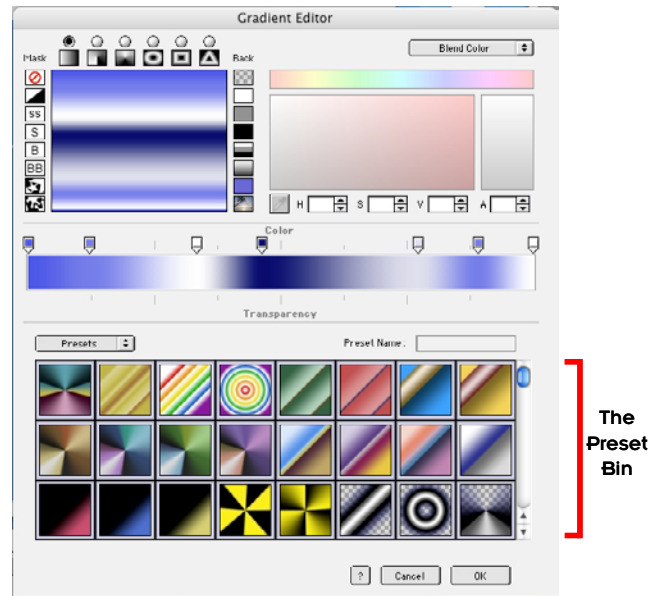 Gradient Editor
Mask
Back
Blend Color
SS
S
B
BB
H
S
V
A
Color
Transparency
Presets
Preset Name:
The
Preset
Bin
?
Cancel
OK